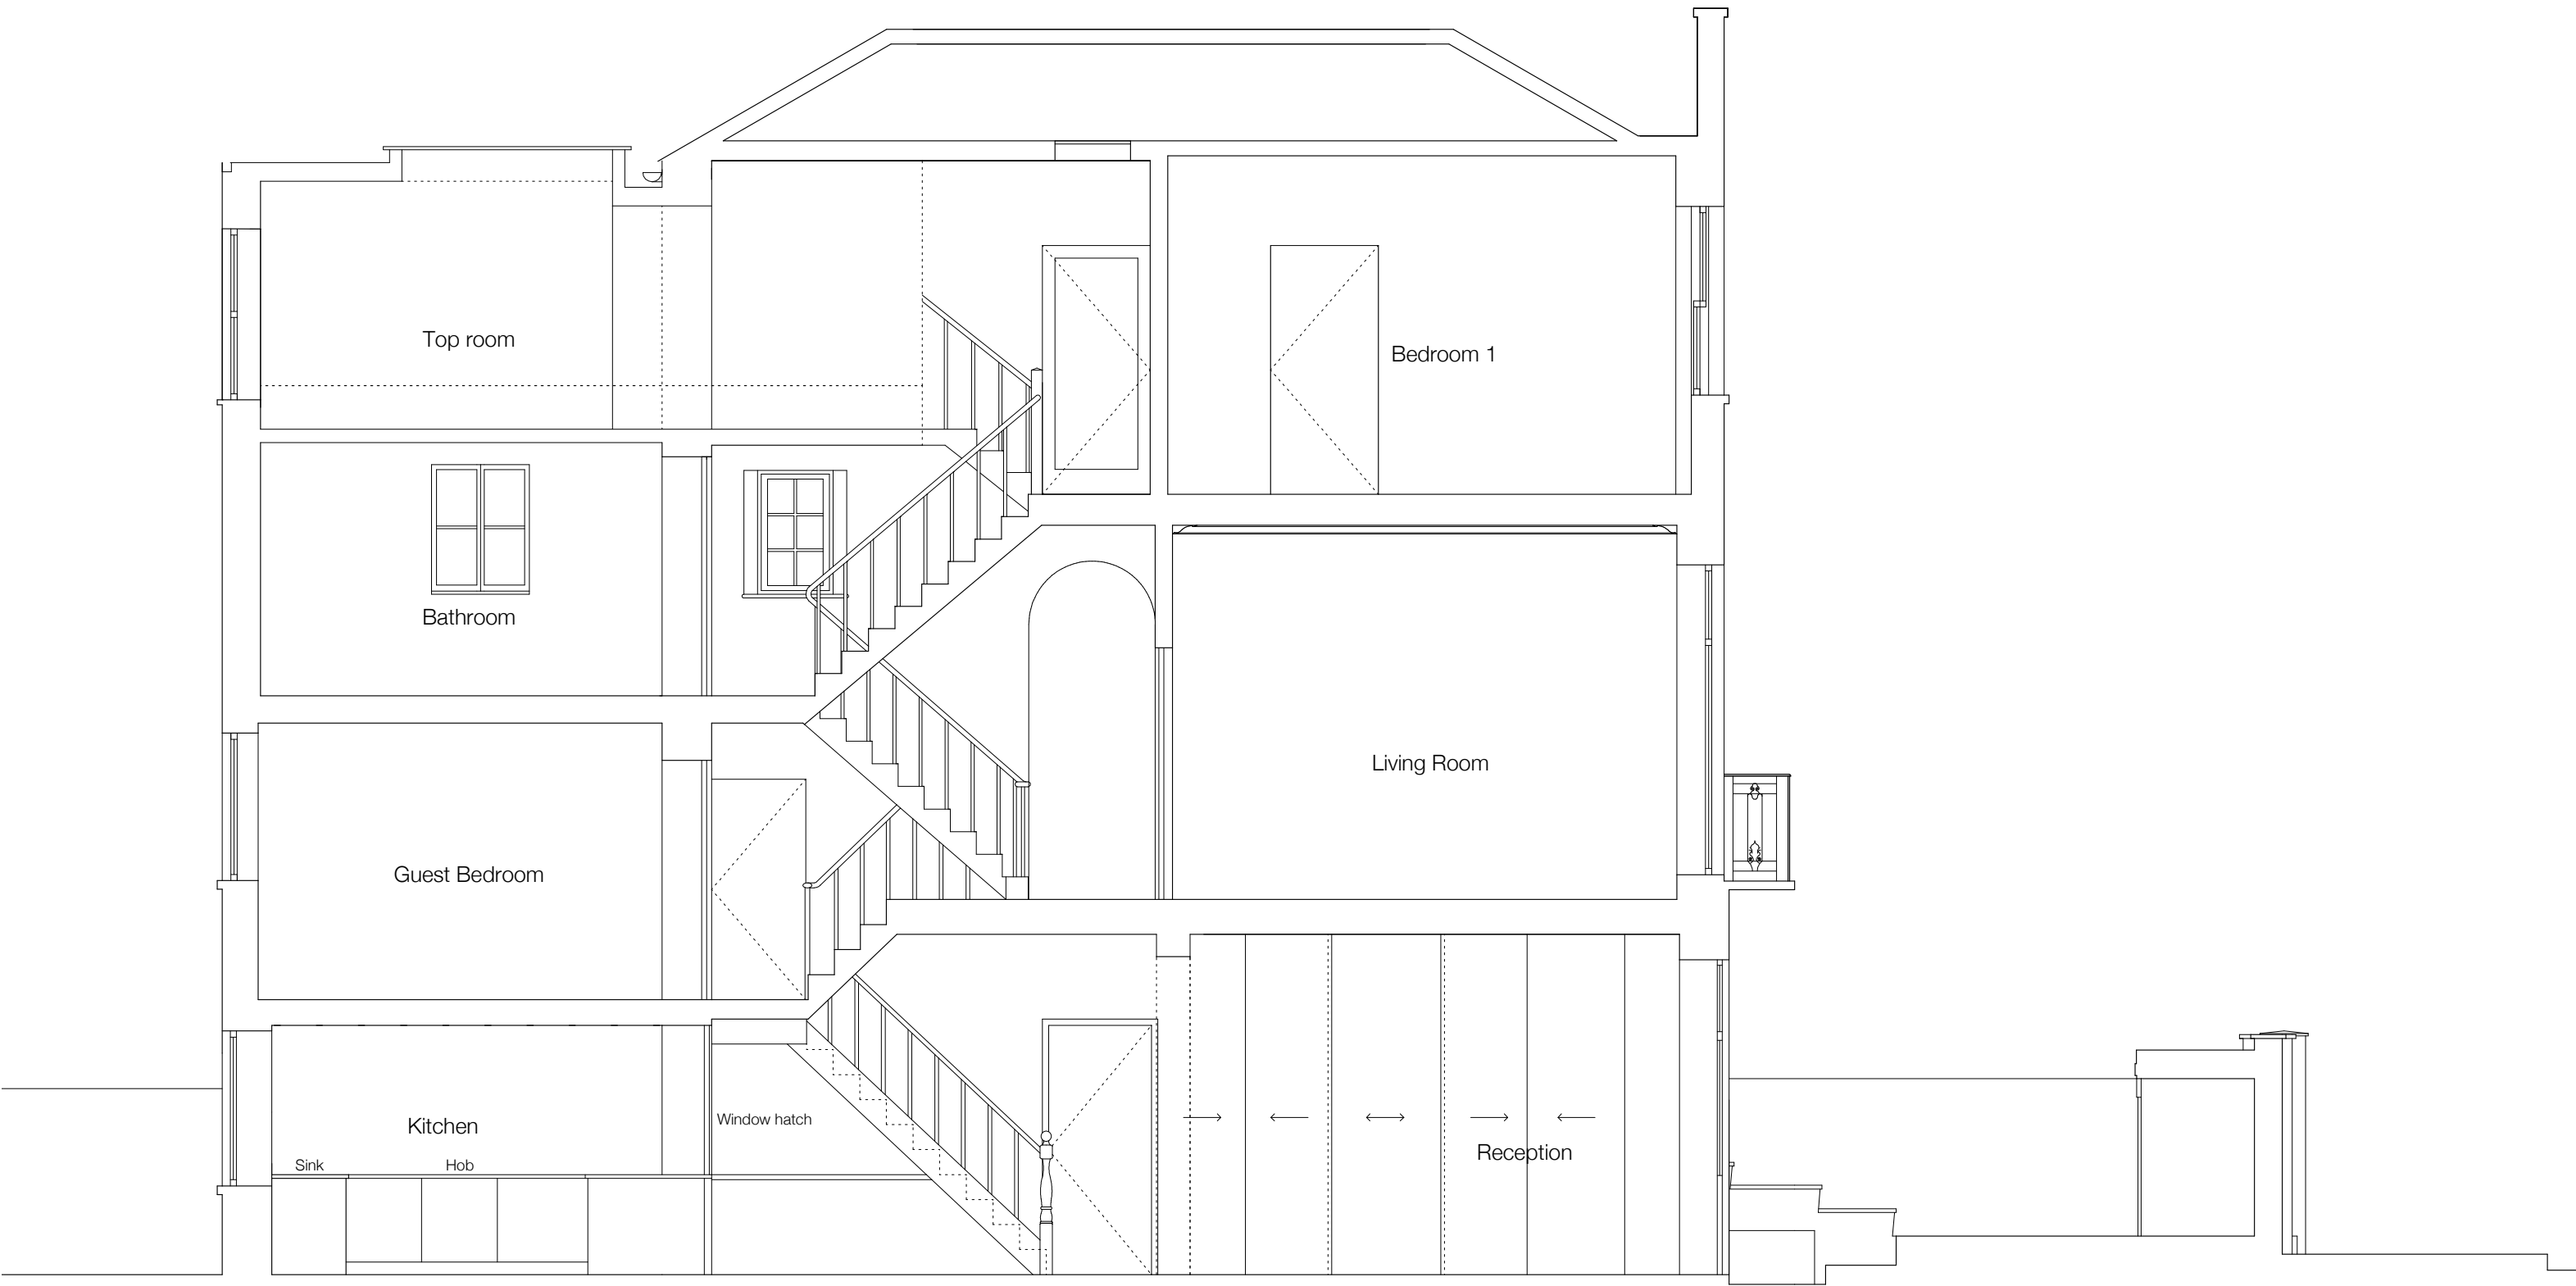 Top room
Bedroom 1
Bathroom
Living Room
Guest Bedroom
Window hatch
Kitchen
Reception
Sink
Hob